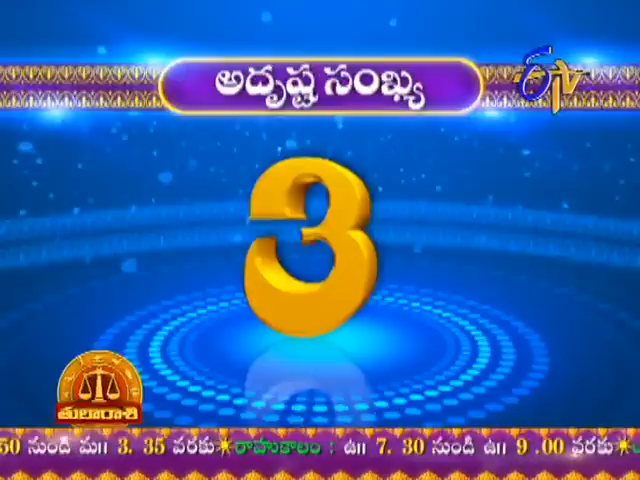 అదృష్ట సంఖ్య
ETV
3
తులారాశి
50 నుండి మ॥ 3. 35 వరకు☀రాహుకాలం : ఉ॥ 7. 30 నుండి ఉ॥ 9 .00 వరకు☀